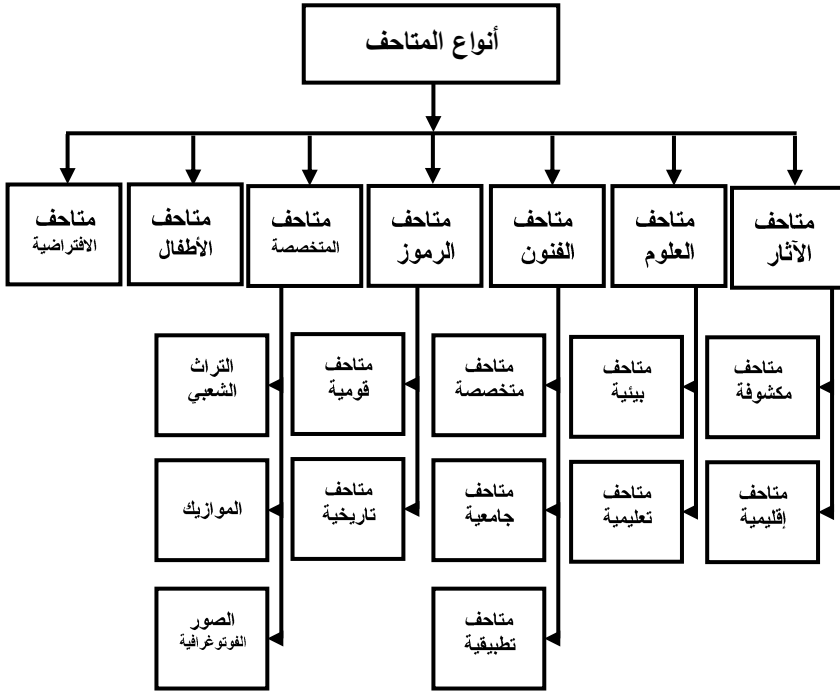 أنواع المتاحف
متاحف
الآثار
متاحف
العلوم
متاحف
الفنون
متاحف
الرموز
متاحف
المتخصصة
متاحف
الأطفال
متاحف
الافتراضية
متاحف
مكشوفة
متاحف
بيئية
متاحف
متخصصة
متاحف
قومية
التراث
الشعبي
متاحف
إقليمية
متاحف
تعليمية
متاحف
جامعية
متاحف
تاريخية
الموازيك
متاحف
تطبيقية
الصور
الفوتوغرافية